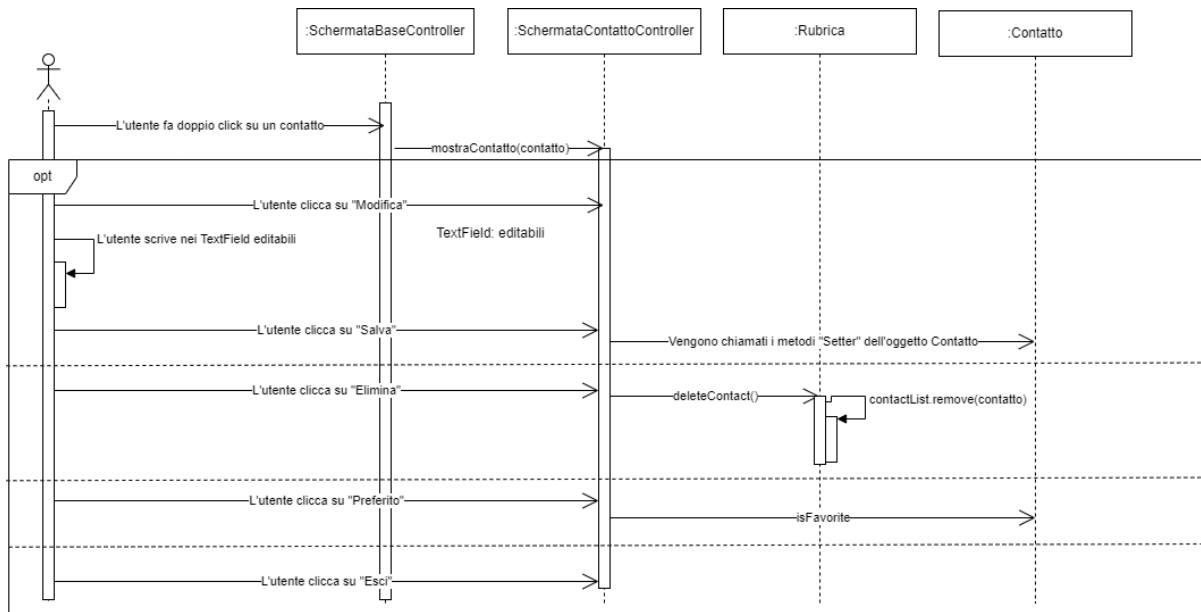 :SchermataBaseController
:SchermataContattoController
:Rubrica
:Contatto
L'utente fa doppio click su un contatto
mostraContatto(contatto)
opt
L'utente clicca su "Modifica"
L'utente scrive nei TextField editabili
TextField: editabili
L'utente clicca su "Salva"
Vengono chiamati i metodi "Setter" dell'oggetto Contatto
L'utente clicca su "Elimina"
deleteContact()
contactList.remove(contatto)
L'utente clicca su "Preferito"
isFavorite
L'utente clicca su "Esci"